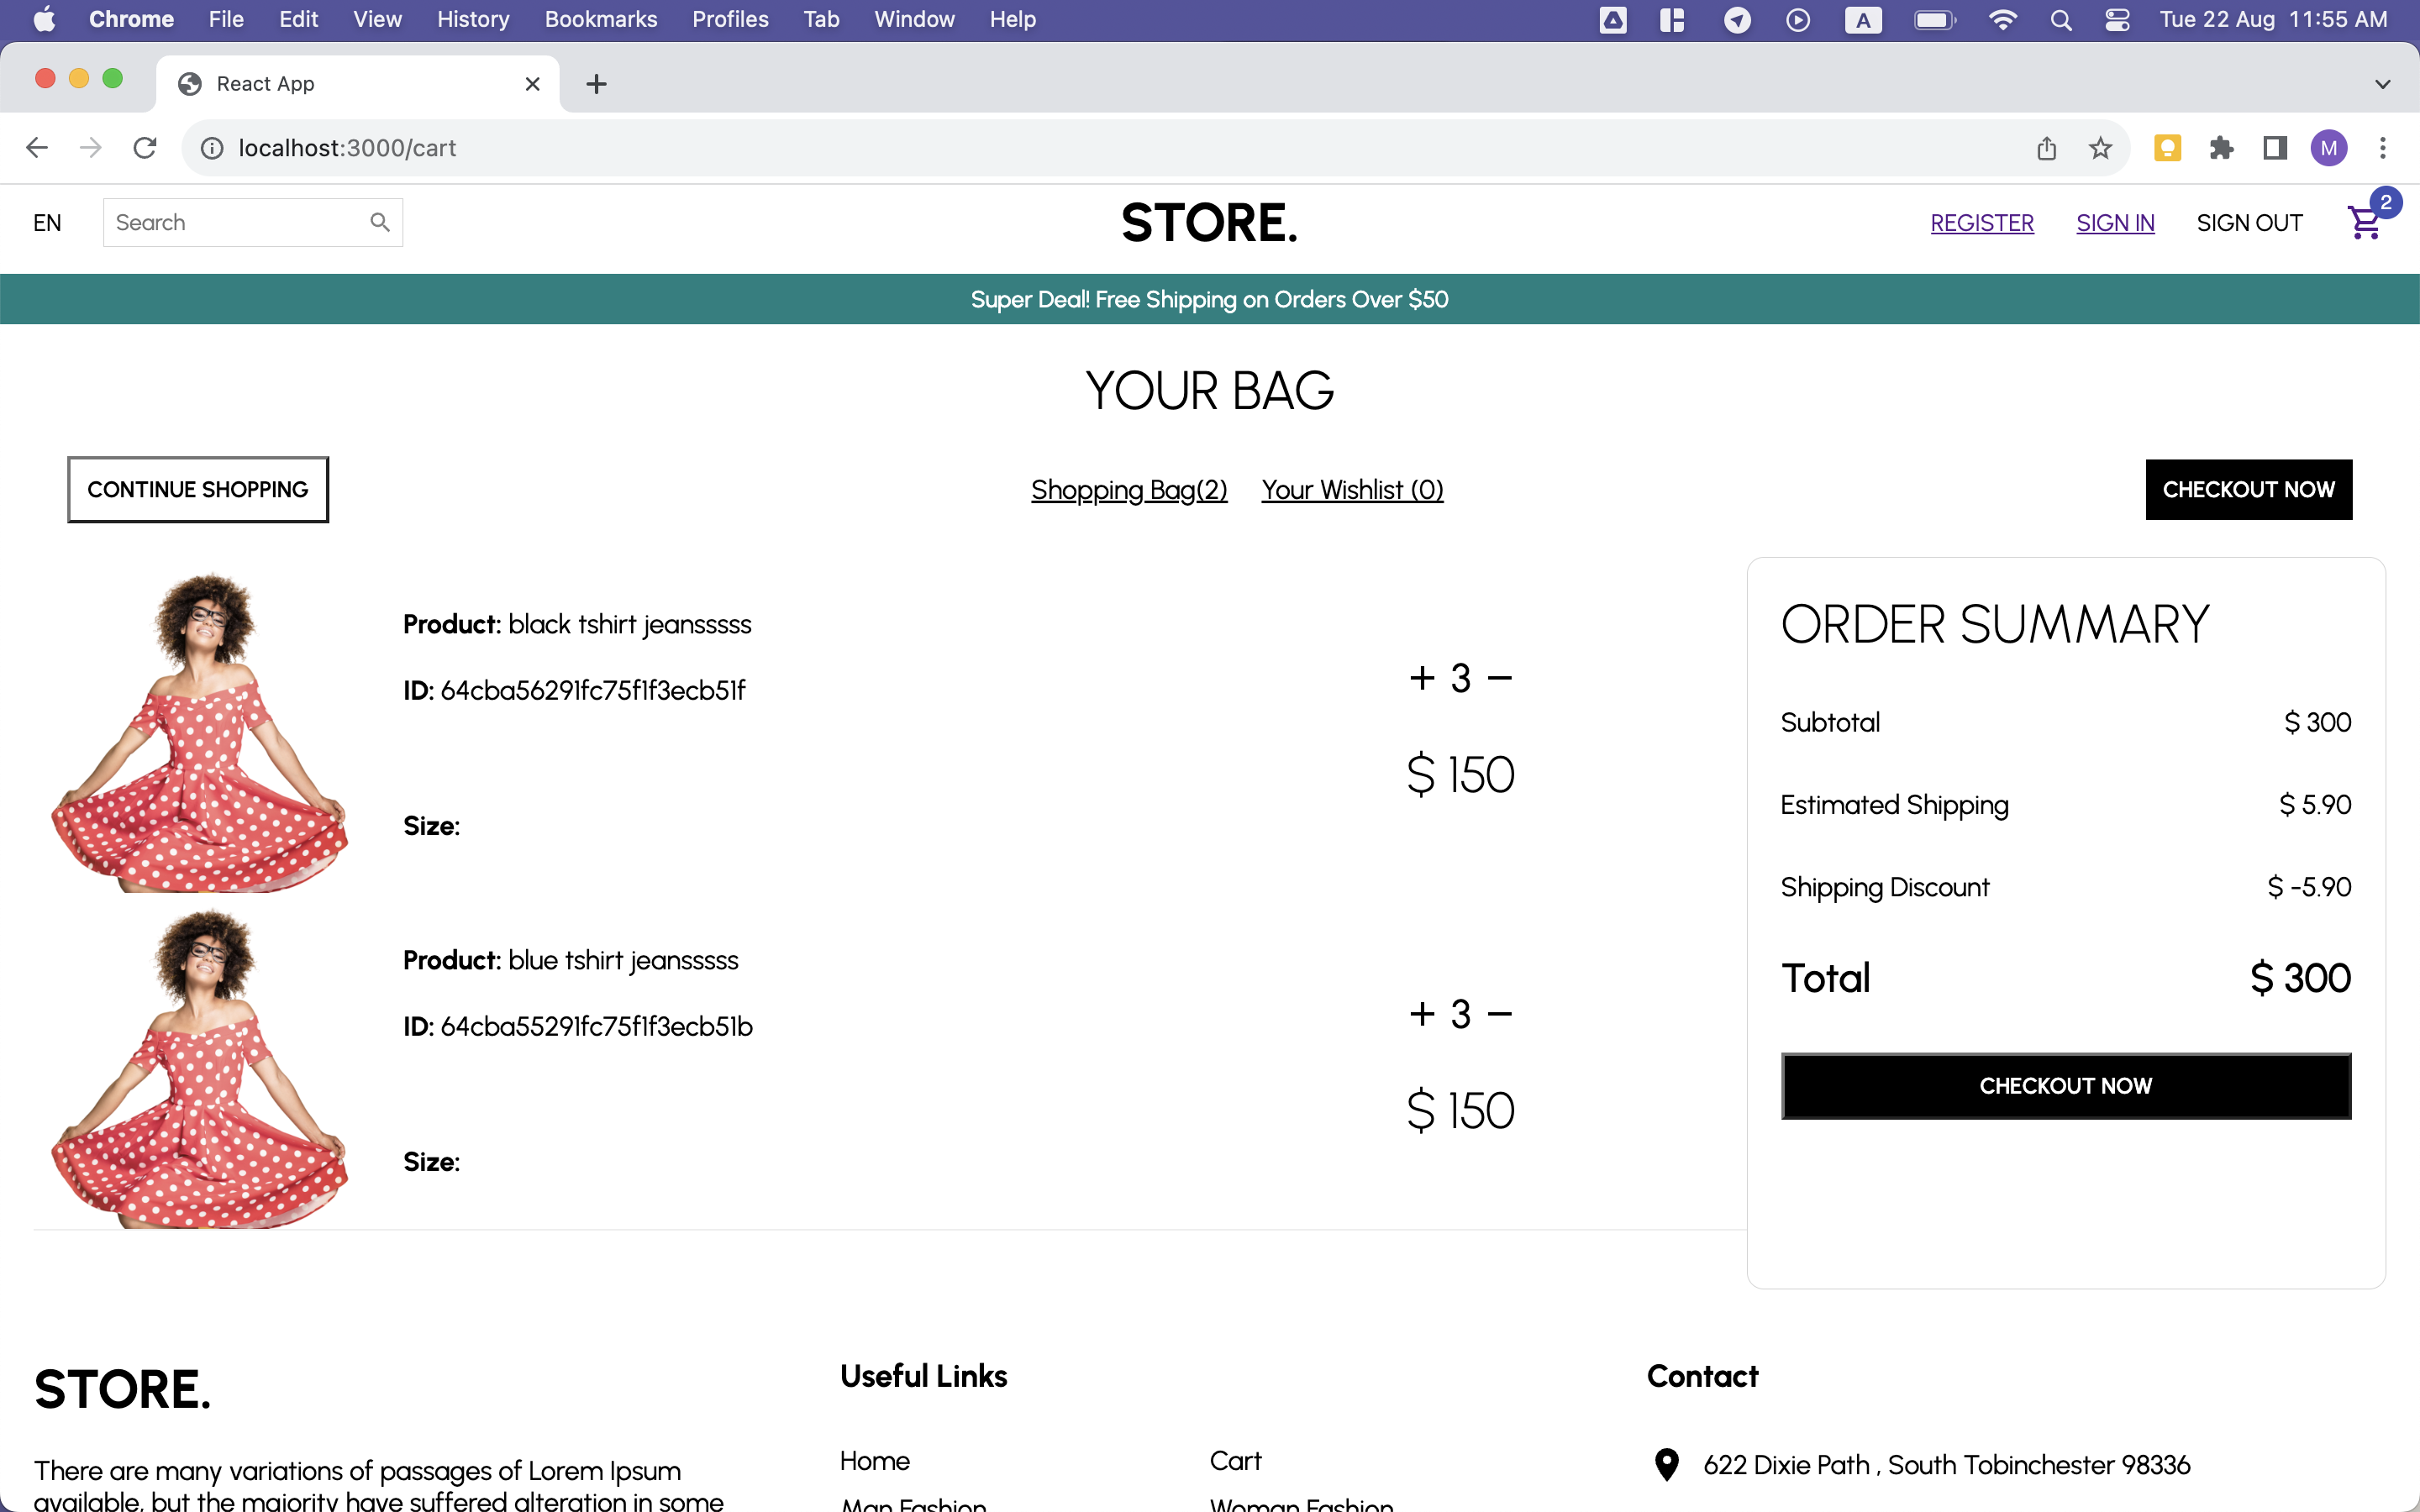 Chrome File Edit View History Bookmarks Profiles Tab Window Help A Tue 22 Aug 11:55 AM
React App
localhost:3000/cart M
EN Search STORE. REGISTER SIGN IN SIGN OUT 2
Super Deal! Free Shipping on Orders Over $50
YOUR BAG
CONTINUE SHOPPING Shopping Bag(2) Your Wishlist (0) CHECKOUT NOW
Product: black tshirt jeansssss
ID: 64cba56291fc75f1f3ecb51f
Size:
+ 3 −
$ 150
Product: blue tshirt jeansssss
ID: 64cba55291fc75f1f3ecb51b
Size:
+ 3 −
$ 150
ORDER SUMMARY
Subtotal $ 300
Estimated Shipping $ 5.90
Shipping Discount $ -5.90
Total $ 300
CHECKOUT NOW
STORE.
There are many variations of passages of Lorem Ipsum
available, but the majority have suffered alteration in some
Useful Links
Home Cart
Man Fashion Woman Fashion
Contact
622 Dixie Path , South Tobinchester 98336